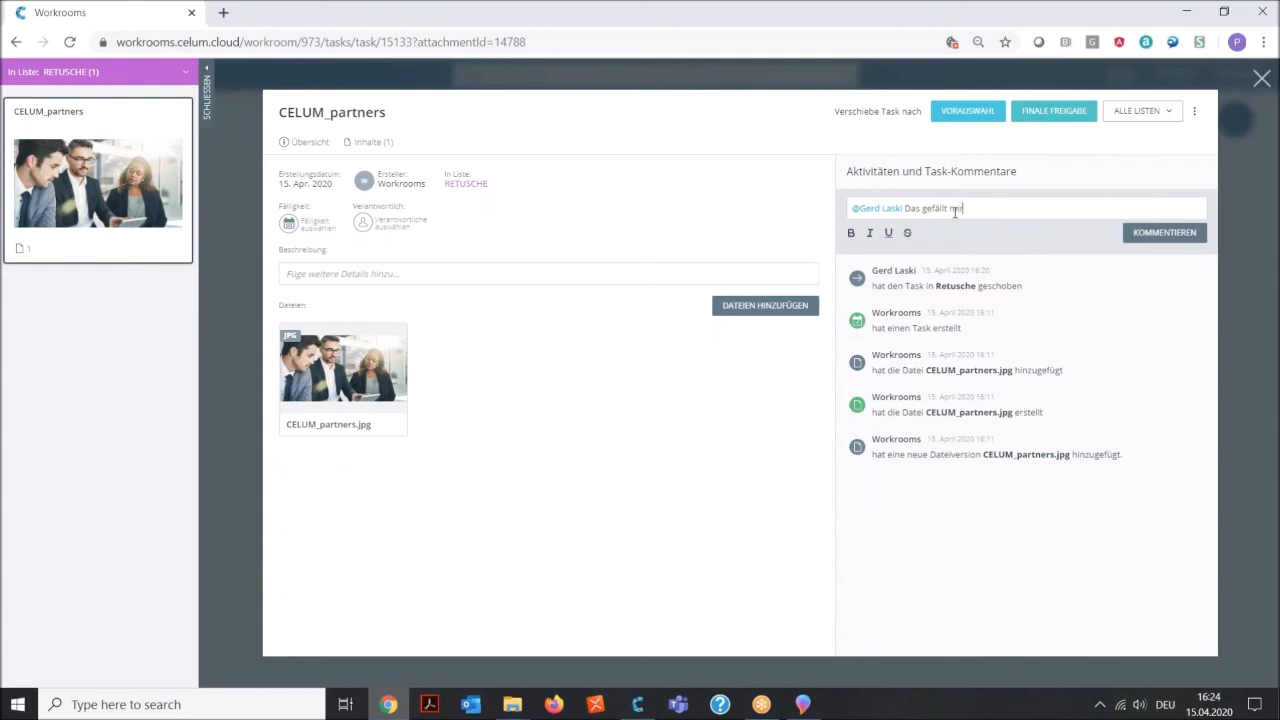 Workrooms
workrooms.celum.cloud/workroom/973/tasks/task/15133?attachmentId=14788
P
In Liste: RETUSCHE (1)
SCHLIESSEN
CELUM_partners
1
CELUM_partners
Verschiebe Task nach
VORAUSWAHL
FINALE FREIGABE
ALLE LISTEN
Übersicht
Inhalte (1)
Erstellungsdatum:
15. Apr. 2020
W
Ersteller:
Workrooms
In Liste:
RETUSCHE
Fälligkeit:
Fälligkeit
auswählen
Verantwortlich:
Verantwortliche
auswählen
Beschreibung:
Füge weitere Details hinzu...
Dateien:
DATEIEN HINZUFÜGEN
JPG
CELUM_partners.jpg
Aktivitäten und Task-Kommentare
@Gerd Laski Das gefällt mir
B I U S
KOMMENTIEREN
Gerd Laski 15. April 2020 16:20
hat den Task in Retusche geschoben
Workrooms 15. April 2020 16:11
hat einen Task erstellt
Workrooms 15. April 2020 16:11
hat die Datei CELUM_partners.jpg hinzugefügt
Workrooms 15. April 2020 16:11
hat die Datei CELUM_partners.jpg erstellt
Workrooms 15. April 2020 16:11
hat eine neue Dateiversion CELUM_partners.jpg hinzugefügt.
Type here to search
DEU
16:24
15.04.2020